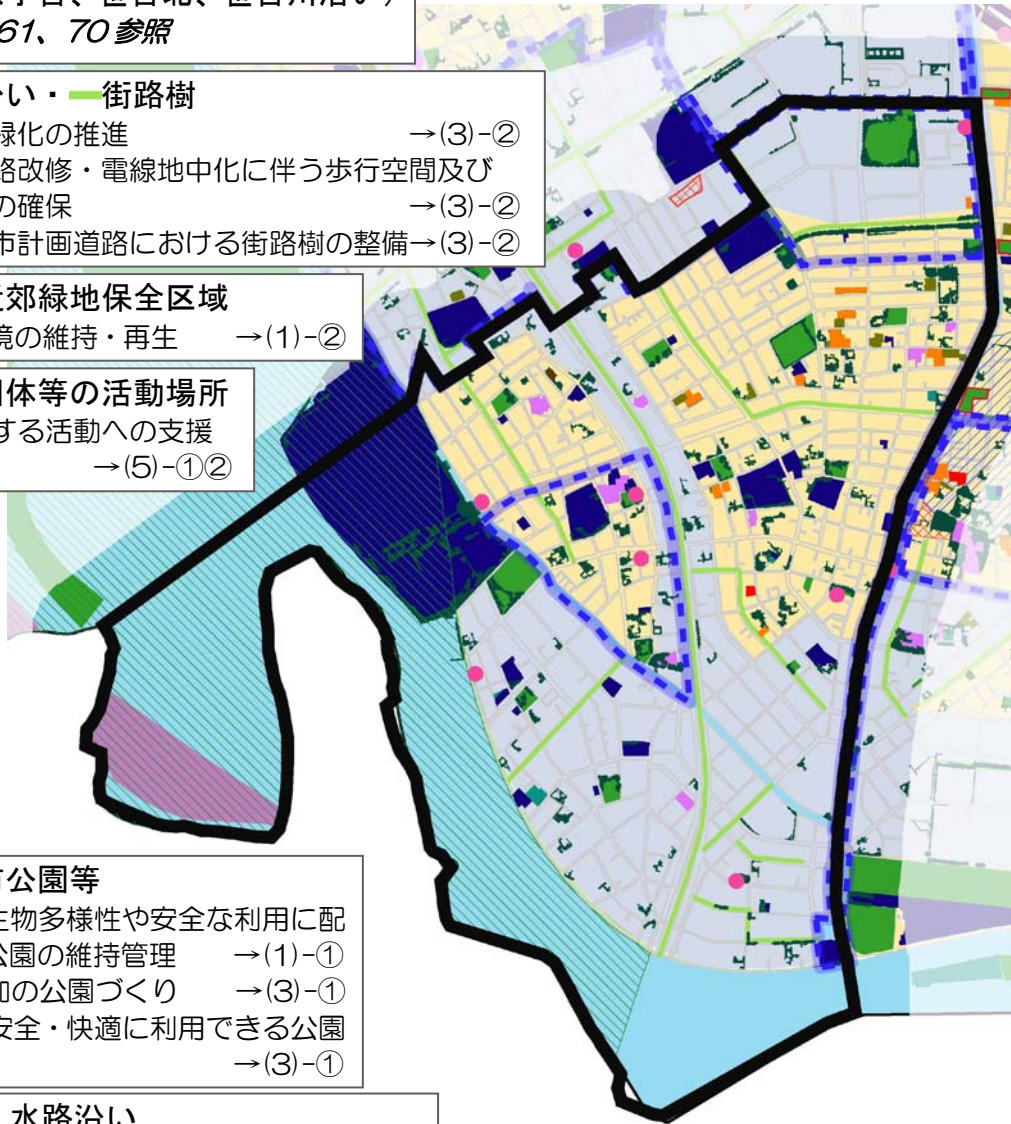 61、70参照
い・街路樹
緑化の推進 →(3)-②
路改修・電線地中化に伴う歩行空間及び
の確保 →(3)-②
市計画道路における街路樹の整備→(3)-②
郊緑地保全区域
境の維持・再生 →(1)-②
体等の活動場所
する活動への支援
→(5)-①②
公園等
生物多様性や安全な利用に配
公園の維持管理 →(1)-①
加の公園づくり →(3)-①
安全・快適に利用できる公園
→(3)-①
水路沿い